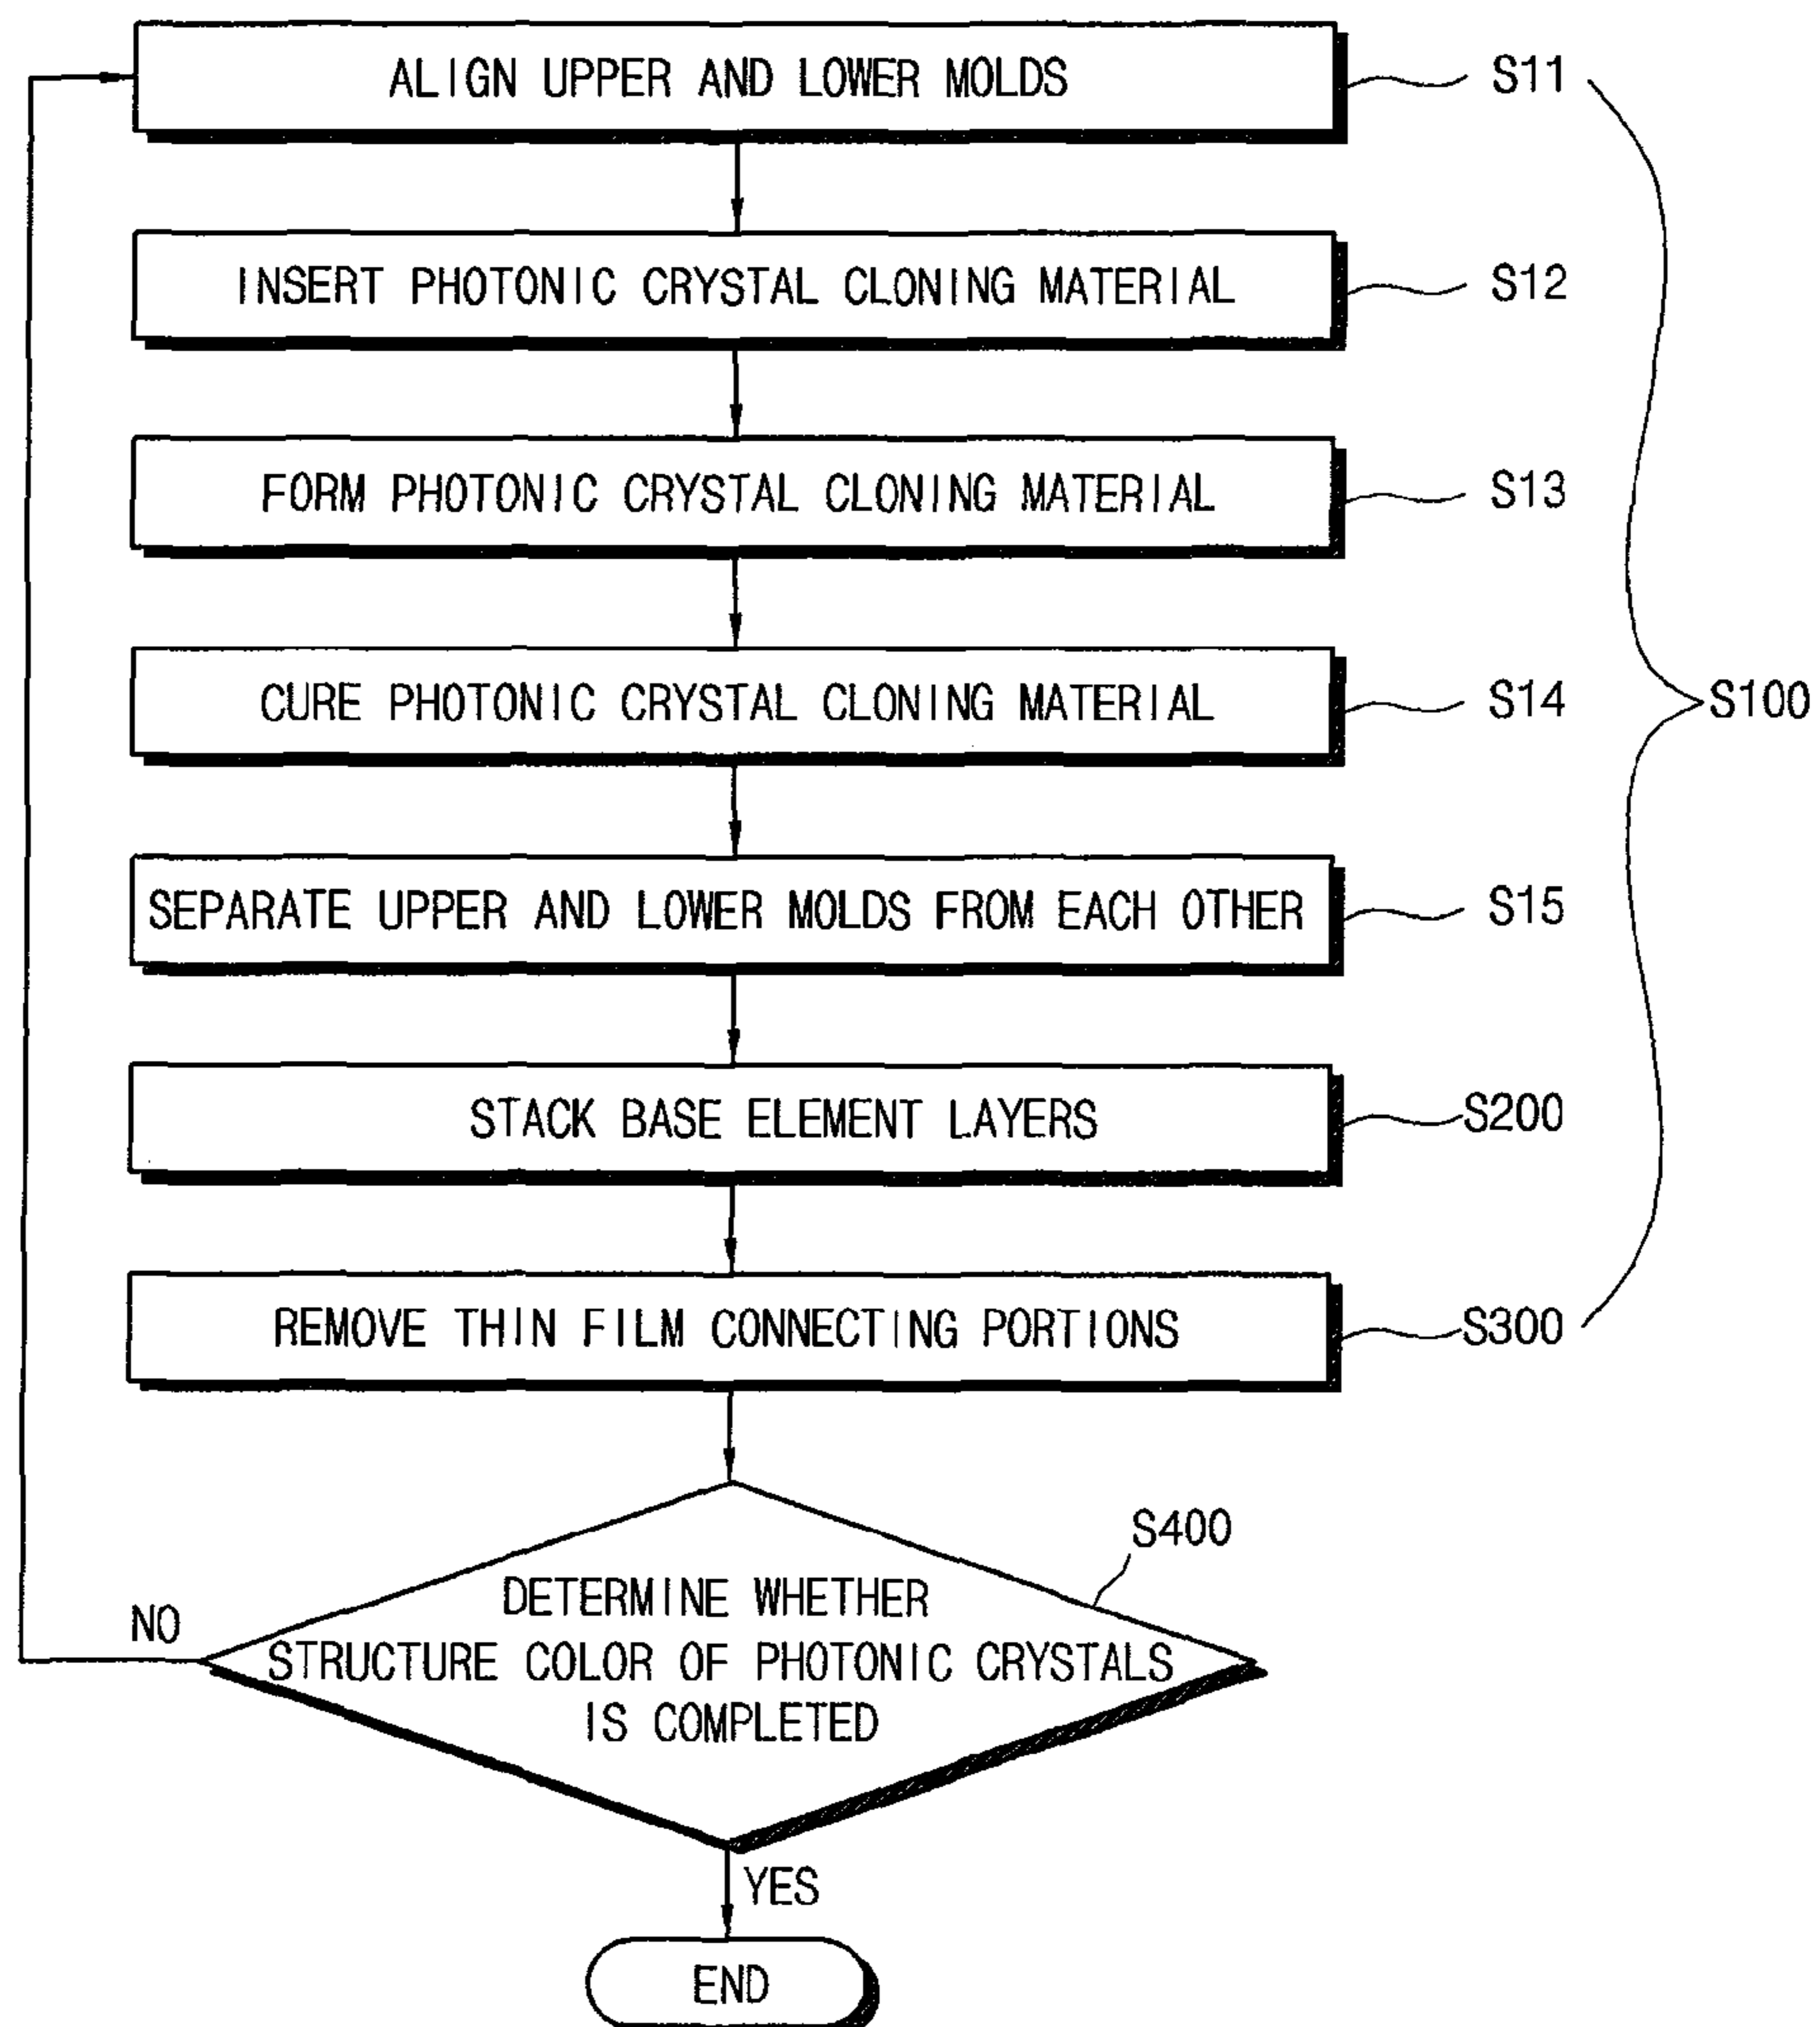 ALIGN UPPER AND LOWER MOLDS
S11
INSERT PHOTONIC CRYSTAL CLONING MATERIAL
S12
FORM PHOTONIC CRYSTAL CLONING MATERIAL
S13
CURE PHOTONIC CRYSTAL CLONING MATERIAL
S14
S100
SEPARATE UPPER AND LOWER MOLDS FROM EACH OTHER
S15
STACK BASE ELEMENT LAYERS
S200
REMOVE THIN FILM CONNECTING PORTIONS
S300
S400
DETERMINE WHETHER
STRUCTURE COLOR OF PHOTONIC CRYSTALS
IS COMPLETED
NO
YES
END